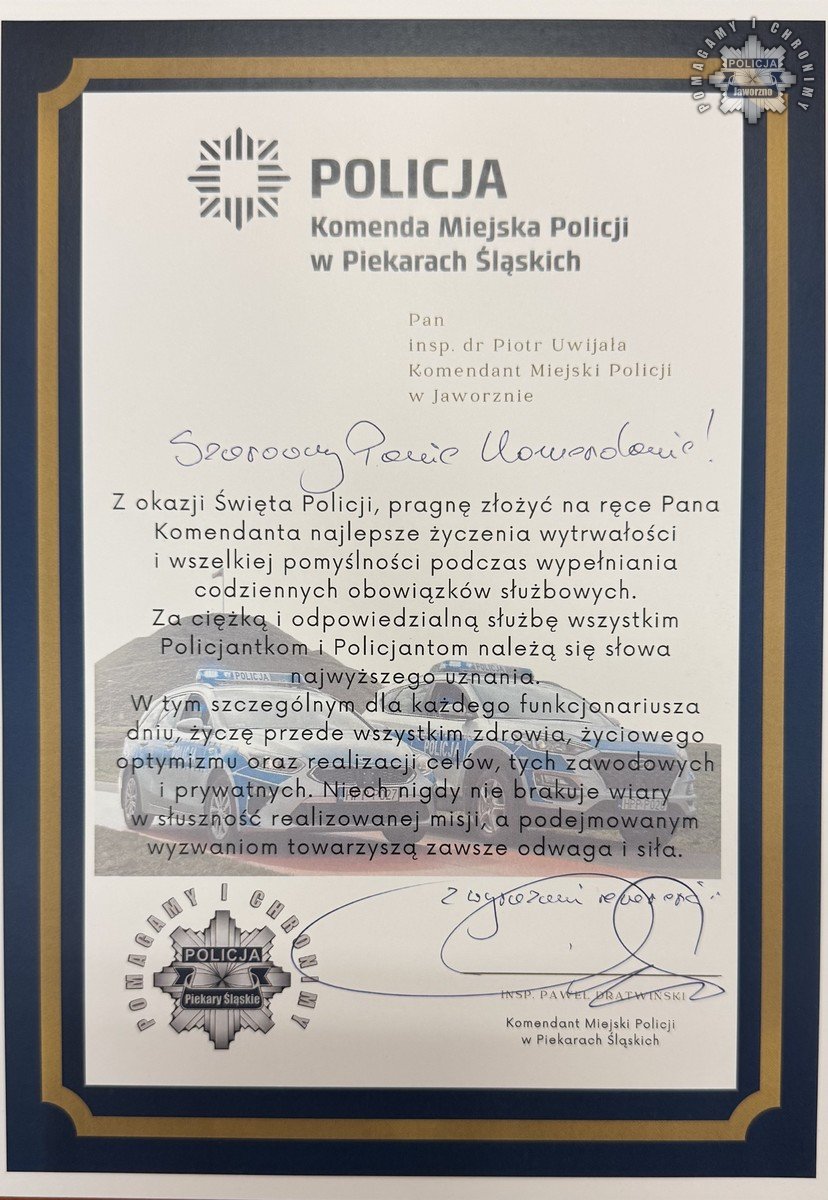 POMAGAMY I CHRONIMY
POLICJA
Jaworzno
POLICJA
Komenda Miejska Policji
w Piekarach Śląskich
Pan
insp. dr Piotr Uwijała
Komendant Miejski Policji
w Jaworznie
Szanowny Panie Komendancie!
Z okazji Święta Policji, pragnę złożyć na ręce Pana
Komendanta najlepsze życzenia wytrwałości
i wszelkiej pomyślności podczas wypełniania
codziennych obowiązków służbowych.
Za ciężką i odpowiedzialną służbę wszystkim
Policjantkom i Policjantom należą się słowa
najwyższego uznania.
W tym szczególnym dla każdego funkcjonariusza
dniu, życzę przede wszystkim zdrowia, życiowego
optymizmu oraz realizacji celów, tych zawodowych
i prywatnych. Niech nigdy nie brakuje wiary
w słuszność realizowanej misji, a podejmowanym
wyzwaniom towarzyszą zawsze odwaga i siła.
POLICJA
POLICJA
POLICJA
POMAGAMY I CHRONIMY
POLICJA
Piekary Śląskie
z wyrazami
INSP. PAWEŁ DRATWIŃSKI
Komendant Miejski Policji
w Piekarach Śląskich